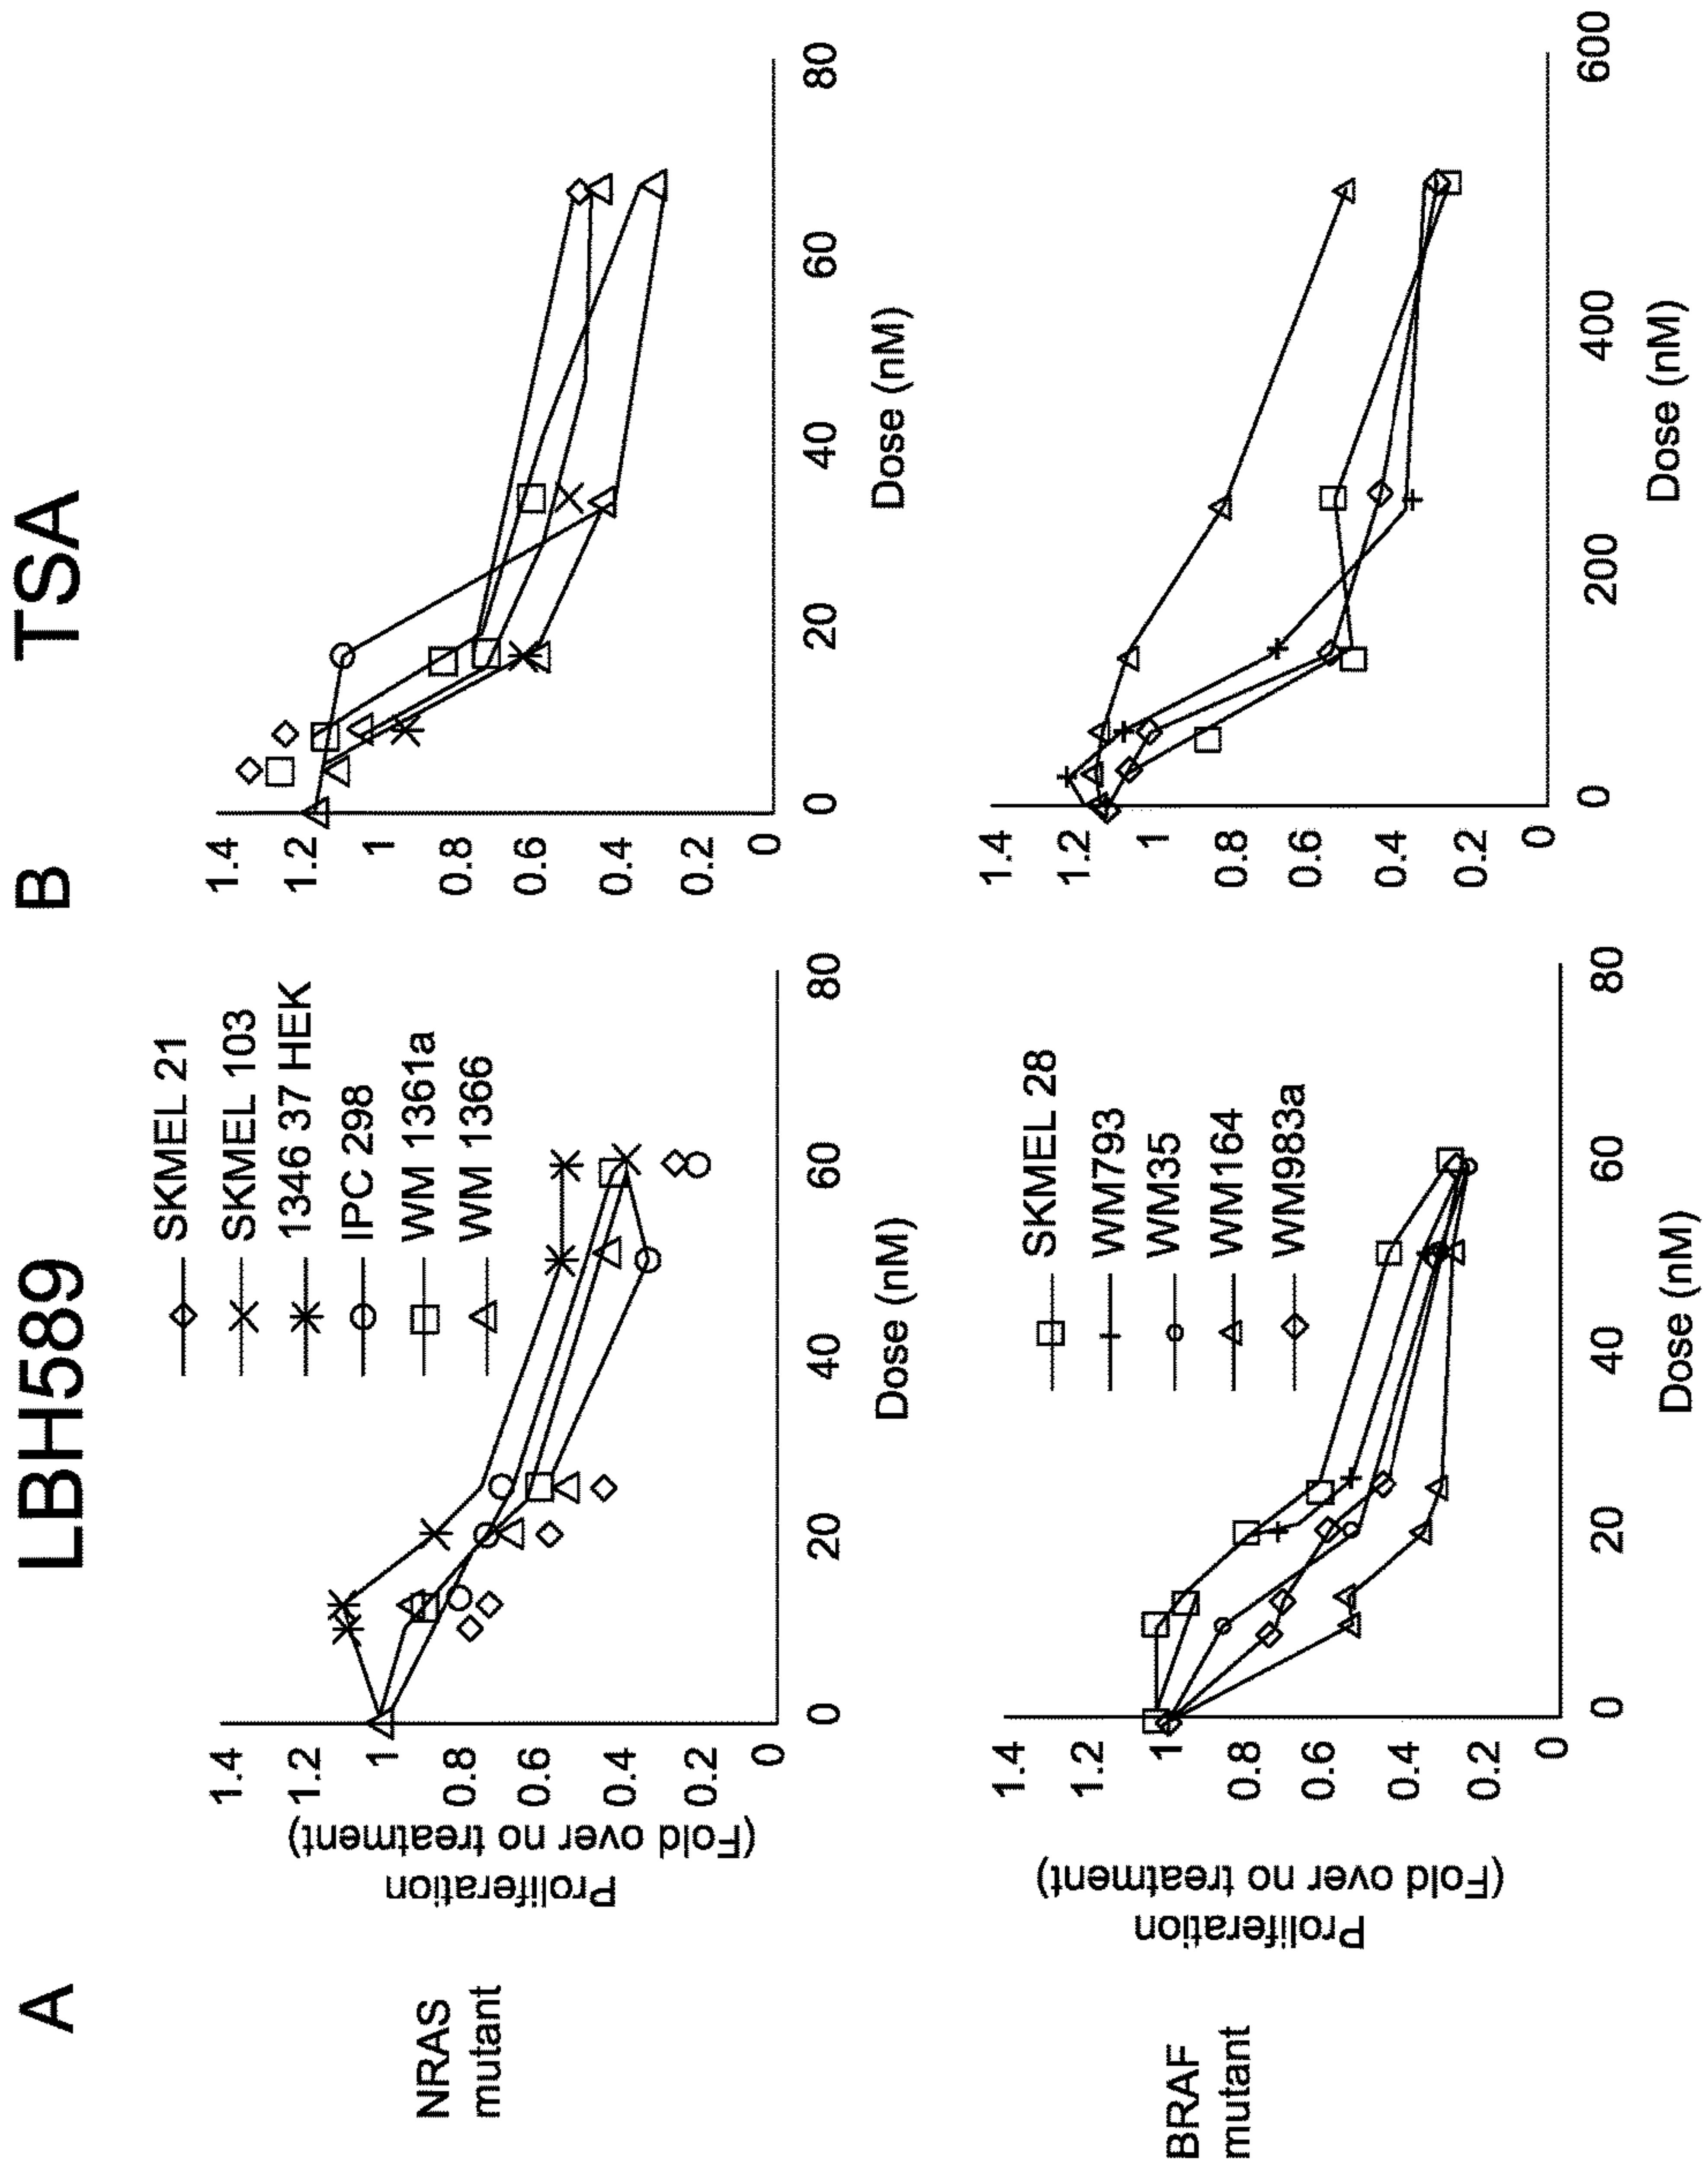 A
LBH589
B
TSA
NRAS
mutant
Proliferation
(Fold over no treatment)
1.4
1.2
1
0.8
0.6
0.4
0.2
0
0
20
40
60
80
Dose (nM)
SKMEL 21
SKMEL 103
1346 37 HEK
IPC 298
WM 1361a
WM 1366
1.4
1.2
1
0.8
0.6
0.4
0.2
0
0
20
40
60
80
Dose (nM)
BRAF
mutant
Proliferation
(Fold over no treatment)
1.4
1.2
1
0.8
0.6
0.4
0.2
0
0
20
40
60
80
Dose (nM)
SKMEL 28
WM793
WM35
WM164
WM983a
1.4
1.2
1
0.8
0.6
0.4
0.2
0
0
200
400
600
Dose (nM)